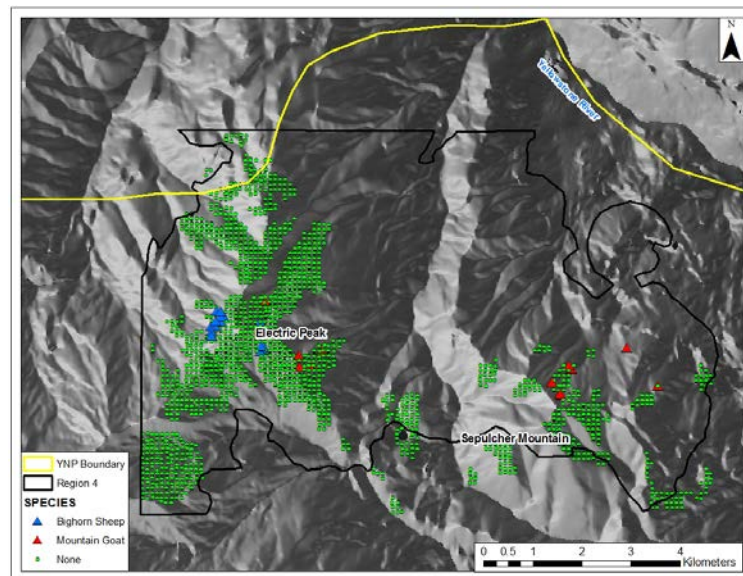 N
Yellowstone River
Electric Peak
Sepulcher Mountain
YNP Boundary
Region 4
SPECIES
Bighorn Sheep
Mountain Goat
None
0 0.5 1 2 3 4
Kilometers